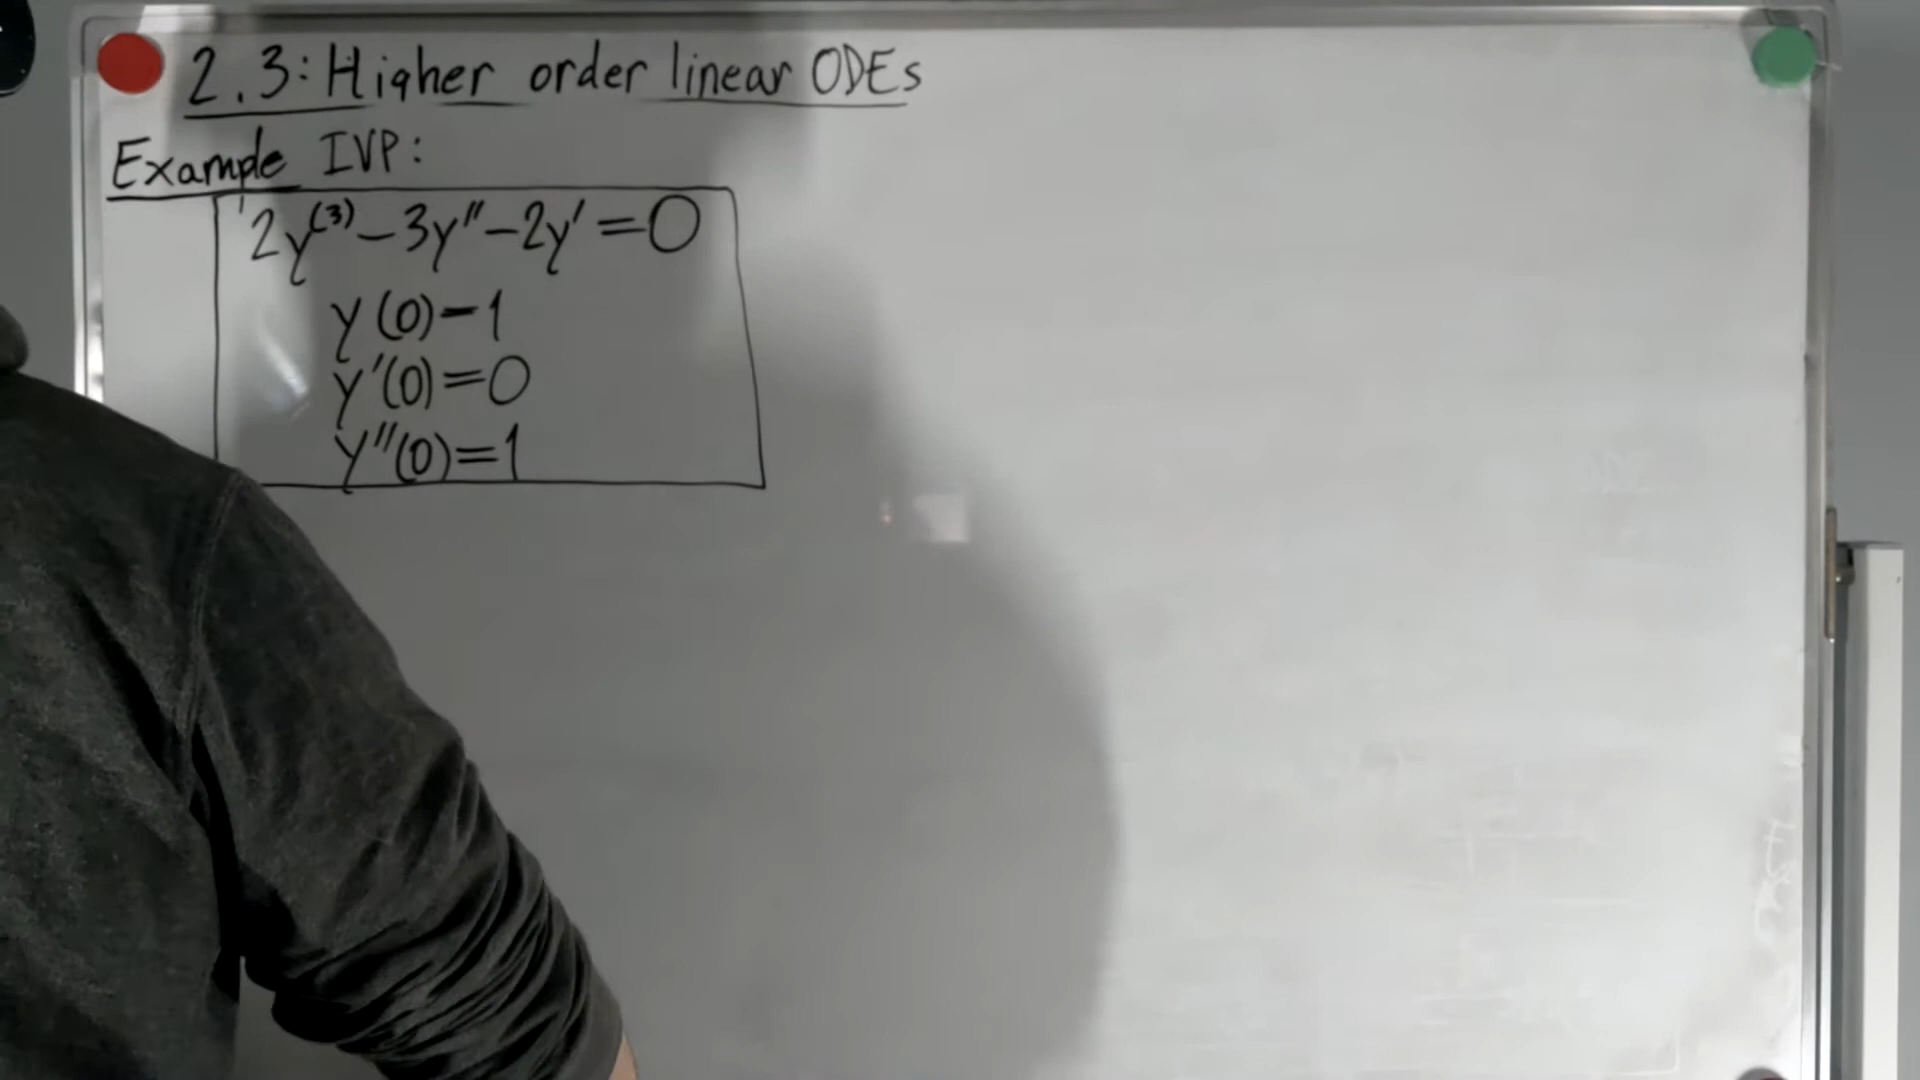 2.3: Higher order linear ODEs
Example IVP:
2y⁽³⁾ - 3y'' - 2y' = 0
y(0) - 1
y'(0) = 0
y''(0) = 1